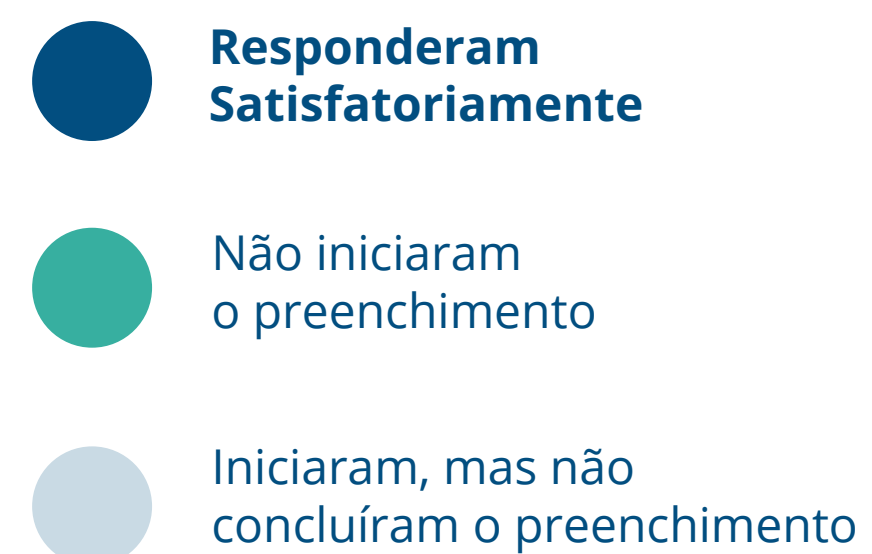 Responderam
Satisfatoriamente
Não iniciaram
o preenchimento
Iniciaram, mas não
concluíram o preenchimento